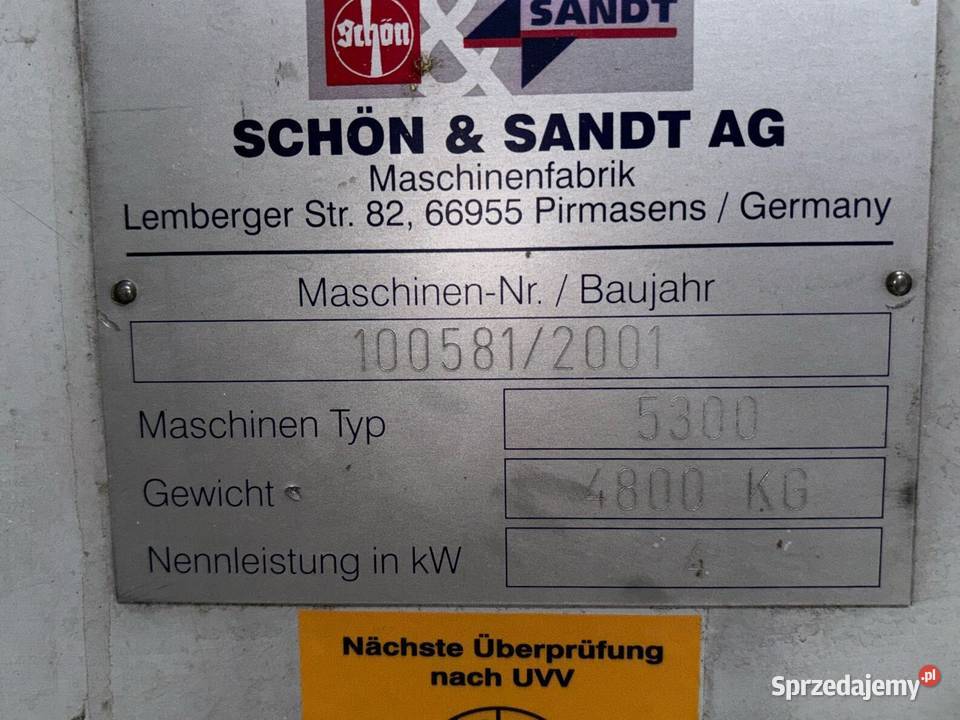 Schön & SANDT
SCHÖN & SANDT AG
Maschinenfabrik
Lemberger Str. 82, 66955 Pirmasens / Germany
Maschinen-Nr. / Baujahr
100581/2001
Maschinen Typ 5300
Gewicht 4800 KG
Nennleistung in kW 4
Nächste Überprüfung
nach UVV
Sprzedajemy.pl